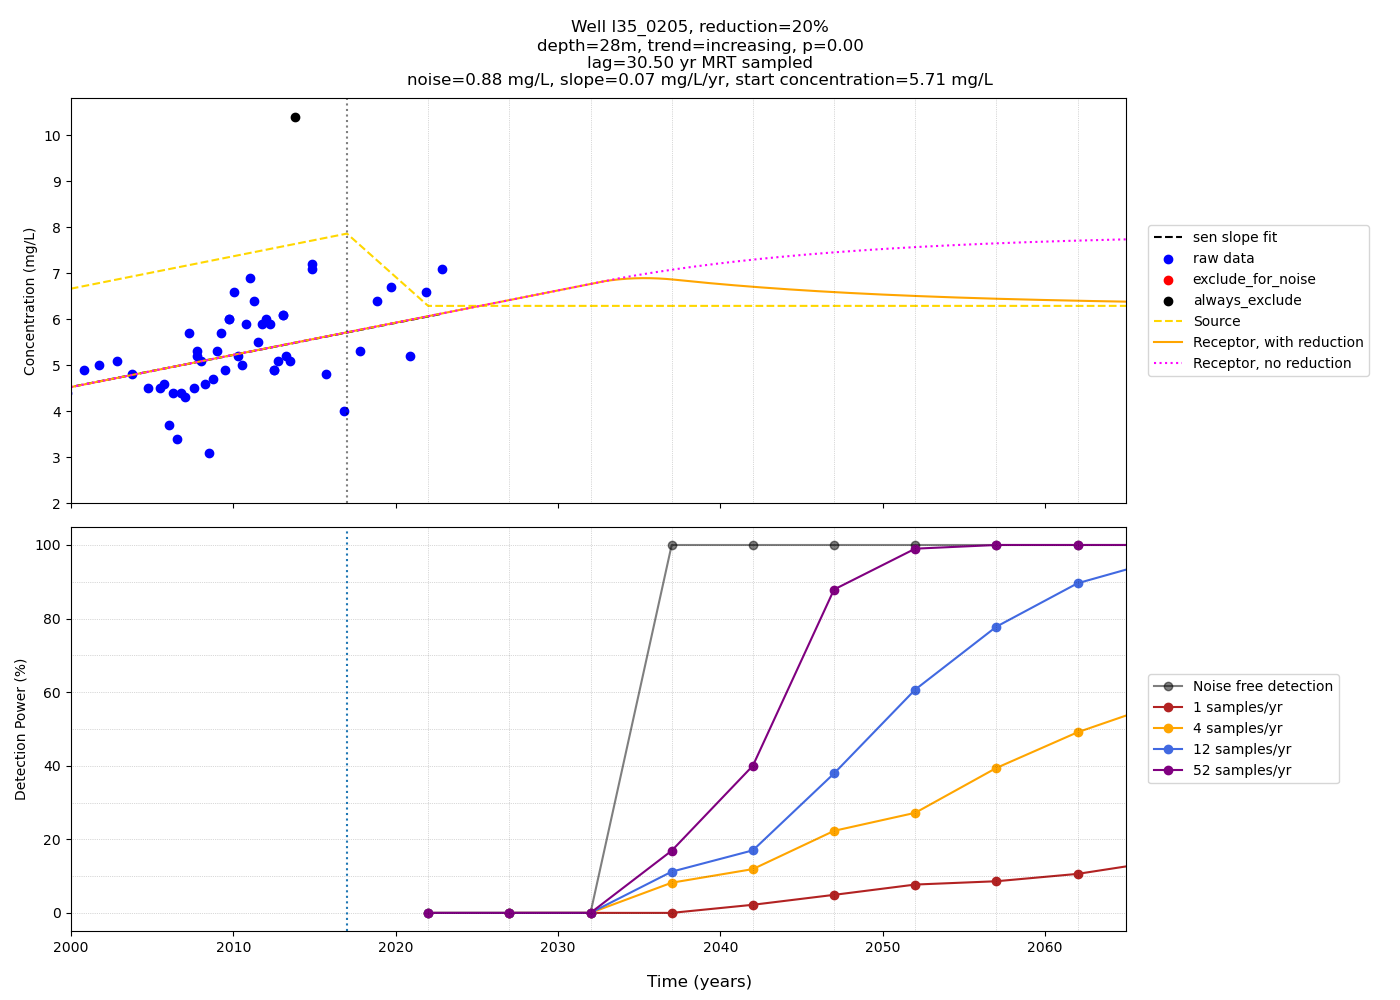 Well l35_0205, reduction=20%
depth=28m, trend=increasing, p=0.00
lag=30.50 yr MRT sampled
noise=0.88 mg/L, slope=0.07 mg/L/yr, start concentration=5.71 mg/L
Concentration (mg/L)
10
9
8
7
6
5
4
3
2
sen slope fit
raw data
exclude_for_noise
always_exclude
Source
Receptor, with reduction
Receptor, no reduction
Detection Power (%)
100
80
60
40
20
0
Noise free detection
1 samples/yr
4 samples/yr
12 samples/yr
52 samples/yr
2000 2010 2020 2030 2040 2050 2060
Time (years)